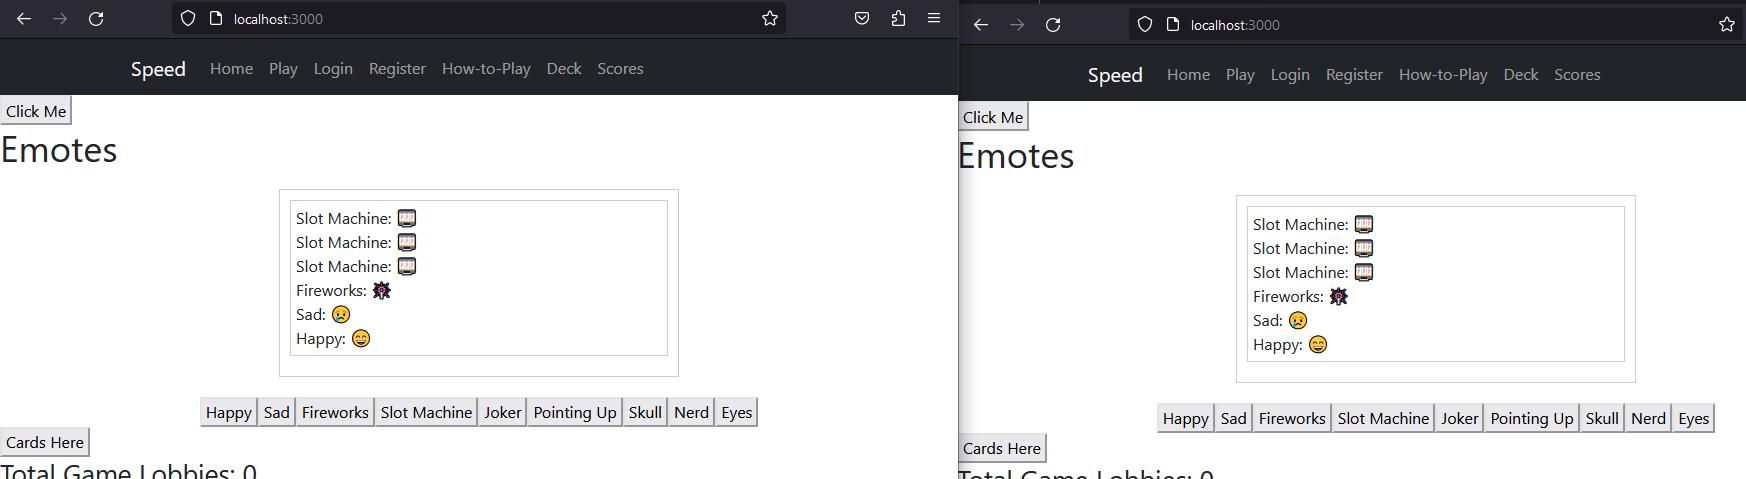 localhost:3000
Speed Home Play Login Register How-to-Play Deck Scores
Click Me
Emotes
Slot Machine: 🎰
Slot Machine: 🎰
Slot Machine: 🎰
Fireworks: 🎆
Sad: 😢
Happy: 😄
Happy Sad Fireworks Slot Machine Joker Pointing Up Skull Nerd Eyes
Cards Here
Total Game Lobbies: 0
localhost:3000
Speed Home Play Login Register How-to-Play Deck Scores
Click Me
Emotes
Slot Machine: 🎰
Slot Machine: 🎰
Slot Machine: 🎰
Fireworks: 🎆
Sad: 😢
Happy: 😄
Happy Sad Fireworks Slot Machine Joker Pointing Up Skull Nerd Eyes
Cards Here
Total Game Lobbies: 0